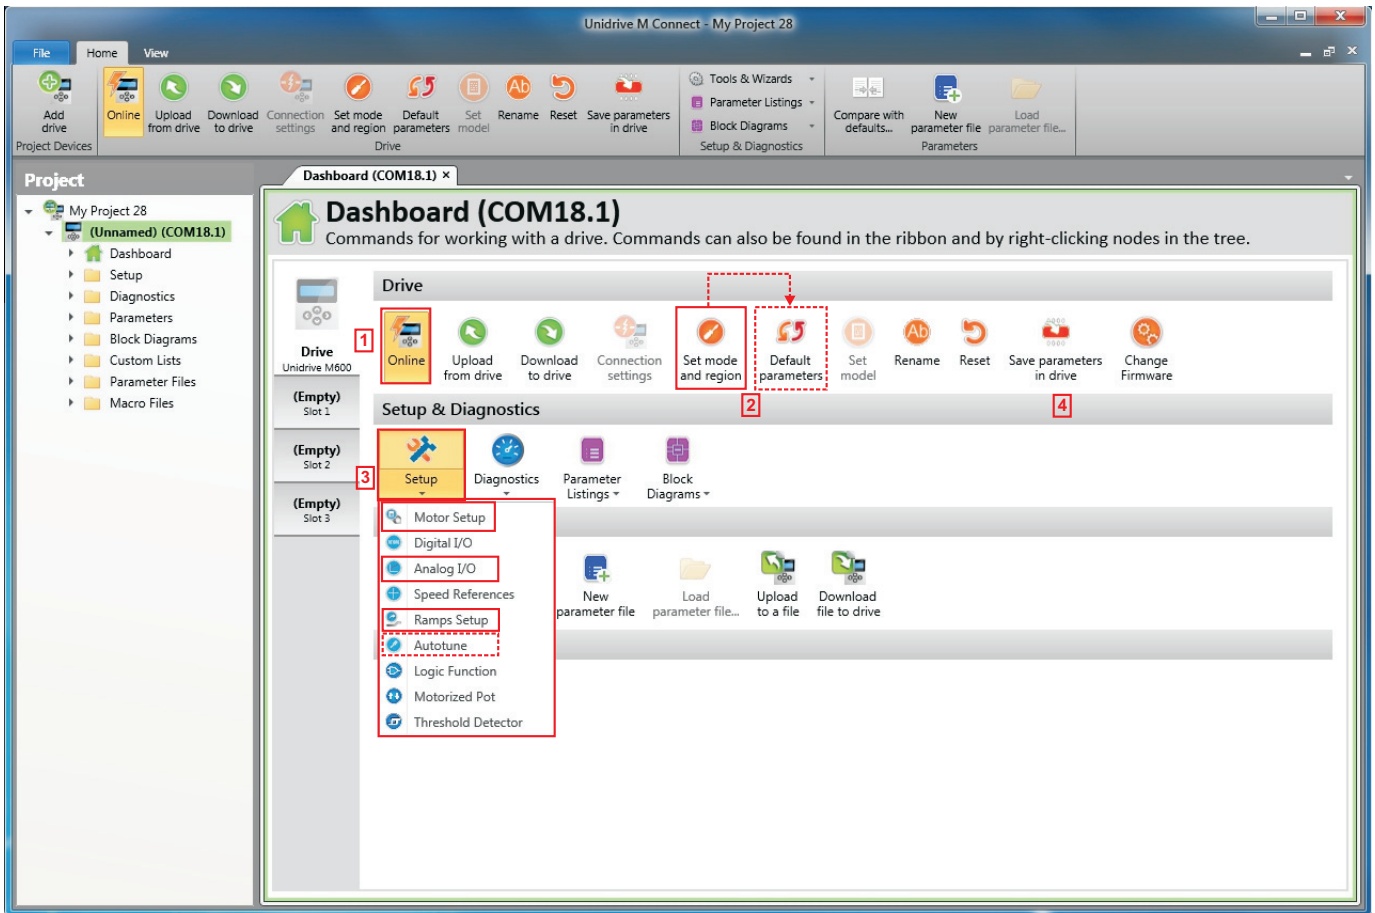 Unidrive M Connect - My Project 28
File Home View
Add drive
Online
Upload from drive
Download to drive
Connection settings
Set mode and region
Default parameters
Set model
Rename
Reset
Save parameters in drive
Tools & Wizards
Parameter Listings
Block Diagrams
Compare with defaults...
New parameter file
Load parameter file...
Project Devices
Drive
Setup & Diagnostics
Parameters
Project
My Project 28
(Unnamed) (COM18.1)
Dashboard
Setup
Diagnostics
Parameters
Block Diagrams
Custom Lists
Parameter Files
Macro Files
Dashboard (COM18.1) ×
Dashboard (COM18.1)
Commands for working with a drive. Commands can also be found in the ribbon and by right-clicking nodes in the tree.
Drive
Unidrive M600
(Empty)
Slot 1
(Empty)
Slot 2
(Empty)
Slot 3
Drive
1
Online
Upload
from drive
Download
to drive
Connection
settings
Set mode
and region
Default
parameters
Set
model
Rename
Reset
Save parameters
in drive
Change
Firmware
2
4
Setup & Diagnostics
3
Setup
Diagnostics
Parameter
Listings
Block
Diagrams
Motor Setup
Digital I/O
Analog I/O
Speed References
Ramps Setup
Autotune
Logic Function
Motorized Pot
Threshold Detector
New
parameter file
Load
parameter file...
Upload
to a file
Download
file to drive